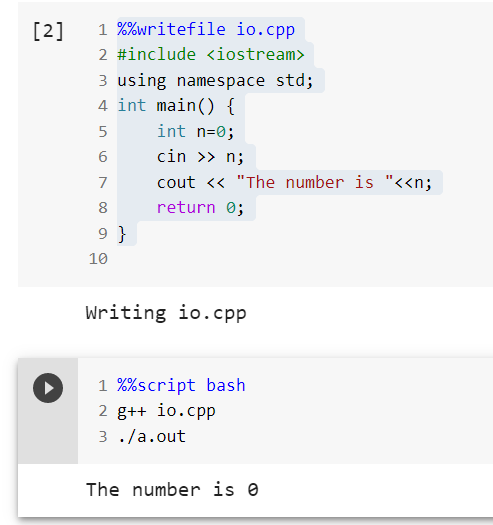 [2]
1 %%writefile io.cpp
2 #include <iostream>
3 using namespace std;
4 int main() {
5     int n=0;
6     cin >> n;
7     cout << "The number is "<<n;
8     return 0;
9 }
10
Writing io.cpp
1 %%script bash
2 g++ io.cpp
3 ./a.out
The number is 0